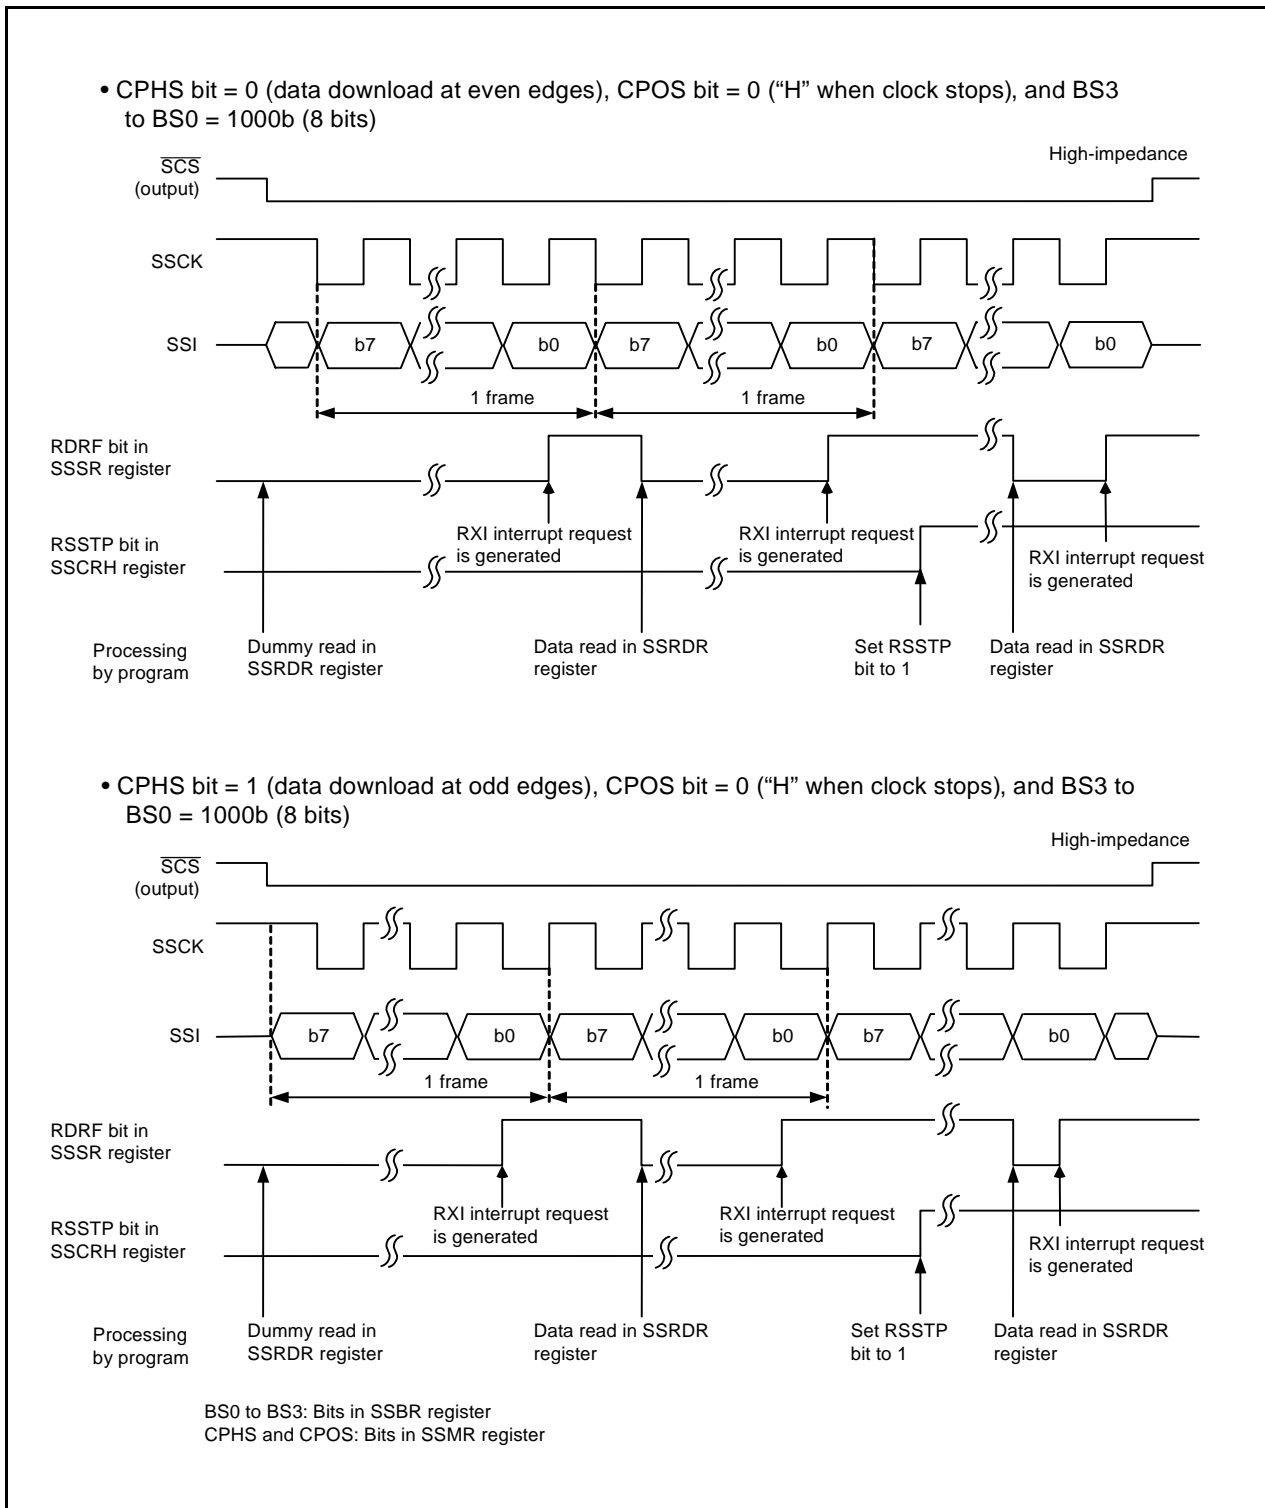 • CPHS bit = 0 (data download at even edges), CPOS bit = 0 (“H” when clock stops), and BS3
to BS0 = 1000b (8 bits)
High-impedance
SCS
(output)
SSCK
SSI
b7
b0
b7
b0
b7
b0
1 frame
1 frame
RDRF bit in
SSSR register
RXI interrupt request
is generated
RXI interrupt request
is generated
RXI interrupt request
is generated
RSSTP bit in
SSCRH register
Processing
by program
Dummy read in
SSRDR register
Data read in SSRDR
register
Set RSSTP
bit to 1
Data read in SSRDR
register
• CPHS bit = 1 (data download at odd edges), CPOS bit = 0 (“H” when clock stops), and BS3 to
BS0 = 1000b (8 bits)
High-impedance
SCS
(output)
SSCK
SSI
b7
b0
b7
b0
b7
b0
1 frame
1 frame
RDRF bit in
SSSR register
RXI interrupt request
is generated
RXI interrupt request
is generated
RXI interrupt request
is generated
RSSTP bit in
SSCRH register
Processing
by program
Dummy read in
SSRDR register
Data read in SSRDR
register
Set RSSTP
bit to 1
Data read in SSRDR
register
BS0 to BS3: Bits in SSBR register
CPHS and CPOS: Bits in SSMR register